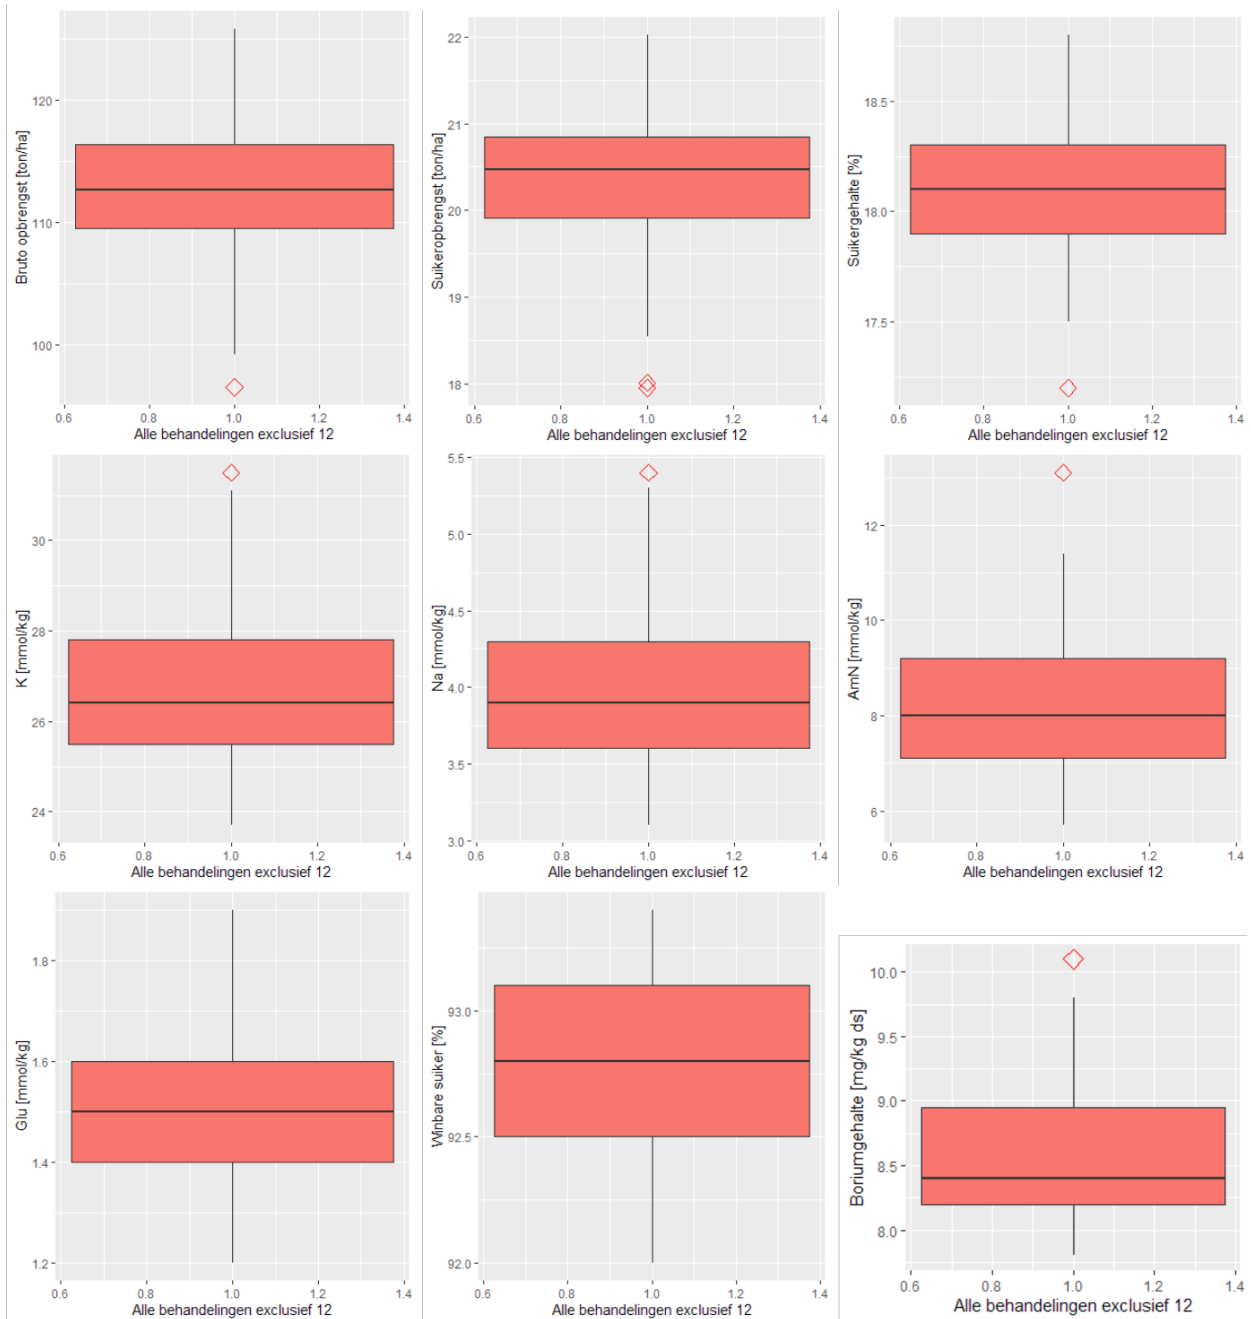 Bruto opbrengst [ton/ha]
120
110
100
0.6 0.8 1.0 1.2 1.4
Alle behandelingen exclusief 12
Suikeropbrengst [ton/ha]
22
21
20
19
18
0.6 0.8 1.0 1.2 1.4
Alle behandelingen exclusief 12
Suikergehalte [%]
18.5
18.0
17.5
0.6 0.8 1.0 1.2 1.4
Alle behandelingen exclusief 12
K [mmol/kg]
30
28
26
24
0.6 0.8 1.0 1.2 1.4
Alle behandelingen exclusief 12
Na [mmol/kg]
5.5
5.0
4.5
4.0
3.5
3.0
0.6 0.8 1.0 1.2 1.4
Alle behandelingen exclusief 12
AmN [mmol/kg]
12
10
8
6
0.6 0.8 1.0 1.2 1.4
Alle behandelingen exclusief 12
Glu [mmol/kg]
1.8
1.6
1.4
1.2
0.6 0.8 1.0 1.2 1.4
Alle behandelingen exclusief 12
Winbare suiker [%]
93.0
92.5
92.0
0.6 0.8 1.0 1.2 1.4
Alle behandelingen exclusief 12
Boriumgehalte [mg/kg ds]
10.0
9.5
9.0
8.5
8.0
0.6 0.8 1.0 1.2 1.4
Alle behandelingen exclusief 12